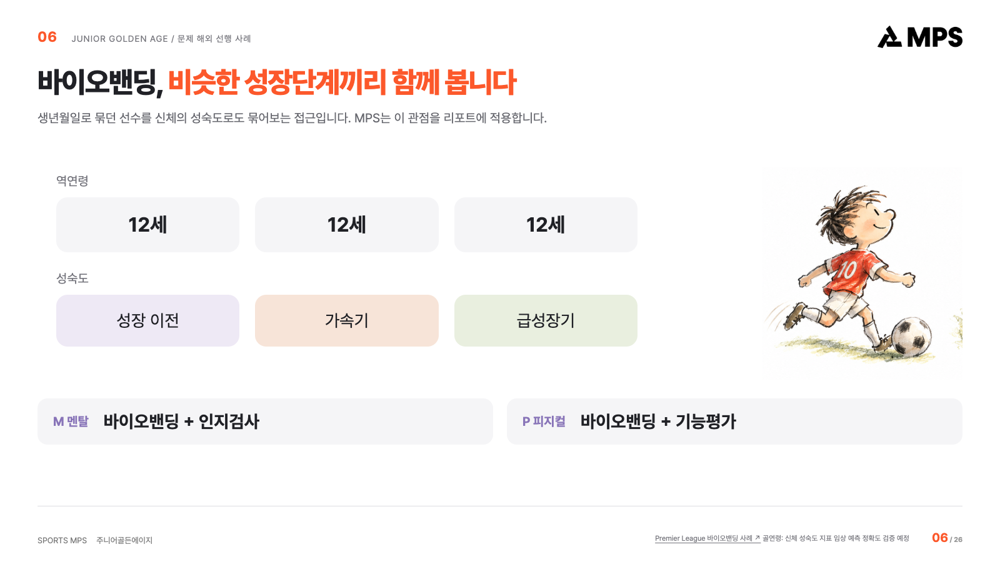 06 JUNIOR GOLDEN AGE / 문제 해외 선행 사례
MPS
바이오밴딩, 비슷한 성장단계끼리 함께 봅니다
생년월일로 묶던 선수를 신체의 성숙도로도 묶어보는 접근입니다. MPS는 이 관점을 리포트에 적용합니다.
역연령
12세 12세 12세
성숙도
성장 이전 가속기 급성장기
10
M 멘탈 바이오밴딩 + 인지검사
P 피지컬 바이오밴딩 + 기능평가
SPORTS MPS 주니어골든에이지
Premier League 바이오밴딩 사례 ↗ 골연령: 신체 성숙도 지표 임상 예측 정확도 검증 예정
06 / 26